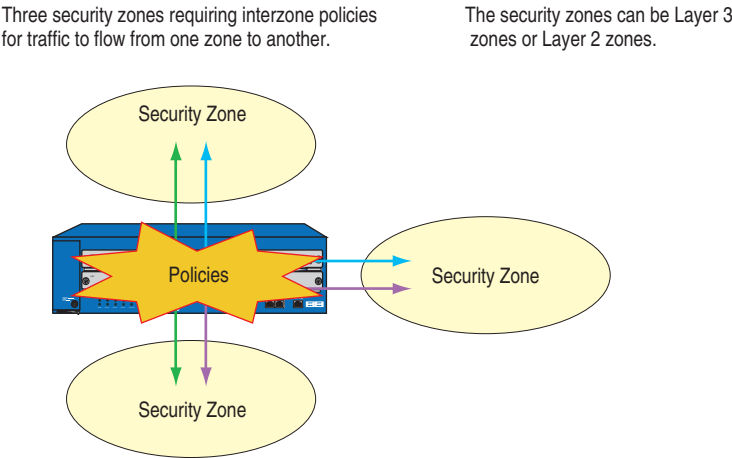 Three security zones requiring interzone policies
for traffic to flow from one zone to another.
The security zones can be Layer 3
zones or Layer 2 zones.
Security Zone
Policies
Security Zone
Security Zone